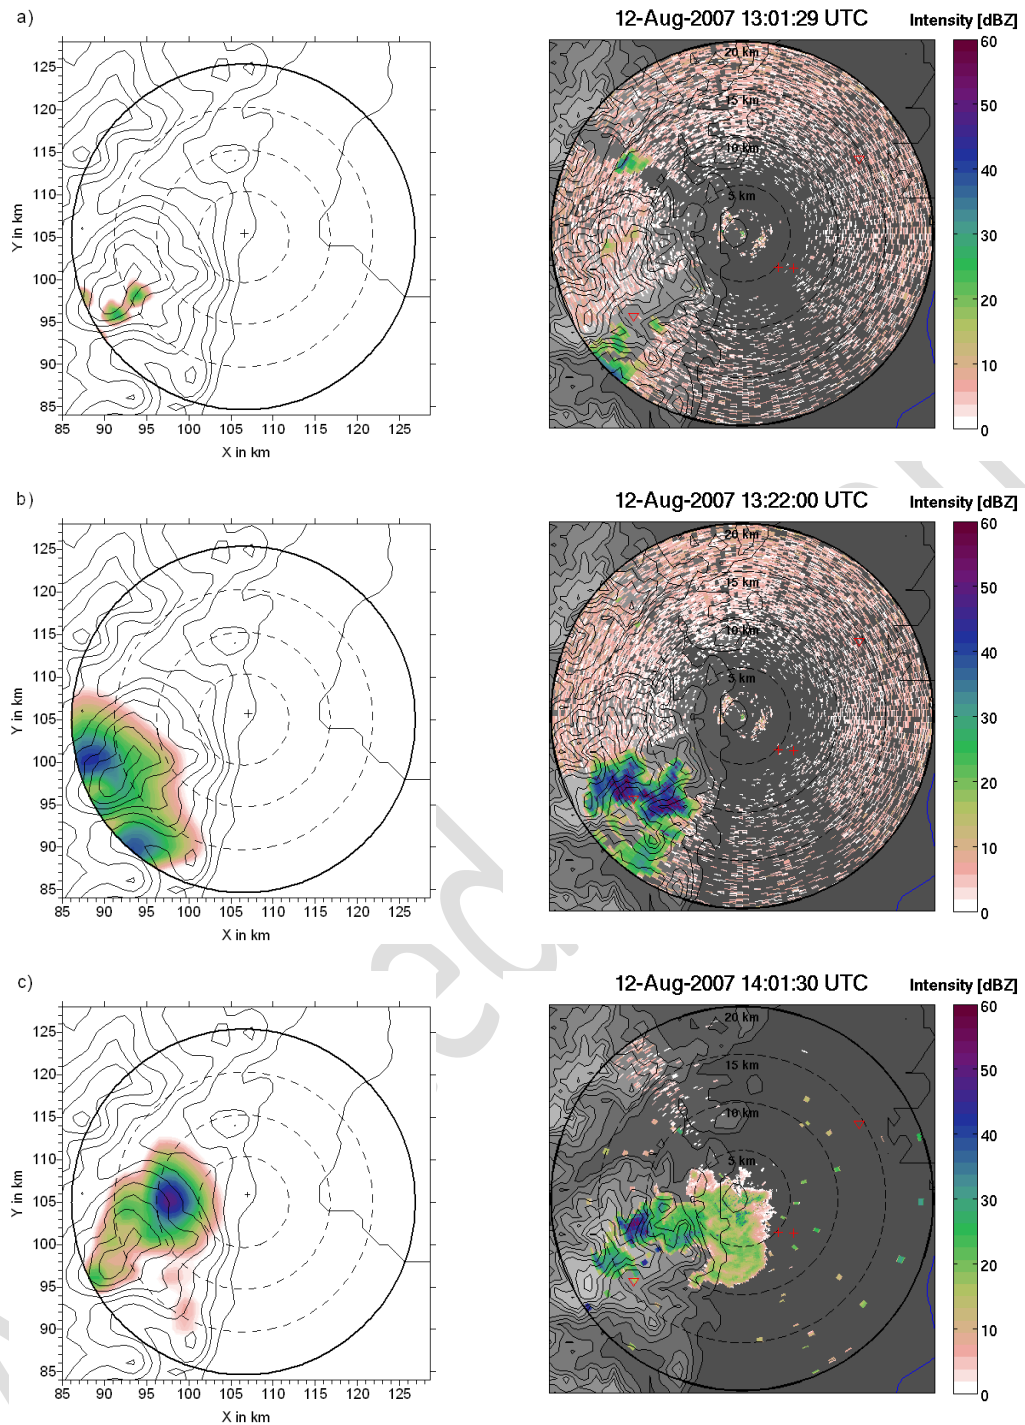 a)
12-Aug-2007 13:01:29 UTC
Intensity [dBZ]
125
120
115
110
105
100
95
90
85
Y in km
85 90 95 100 105 110 115 120 125
X in km
20 km
15 km
10 km
5 km
60
50
40
30
20
10
0
b)
12-Aug-2007 13:22:00 UTC
Intensity [dBZ]
125
120
115
110
105
100
95
90
85
Y in km
85 90 95 100 105 110 115 120 125
X in km
20 km
15 km
10 km
5 km
60
50
40
30
20
10
0
c)
12-Aug-2007 14:01:30 UTC
Intensity [dBZ]
125
120
115
110
105
100
95
90
85
Y in km
85 90 95 100 105 110 115 120 125
X in km
20 km
15 km
10 km
5 km
60
50
40
30
20
10
0